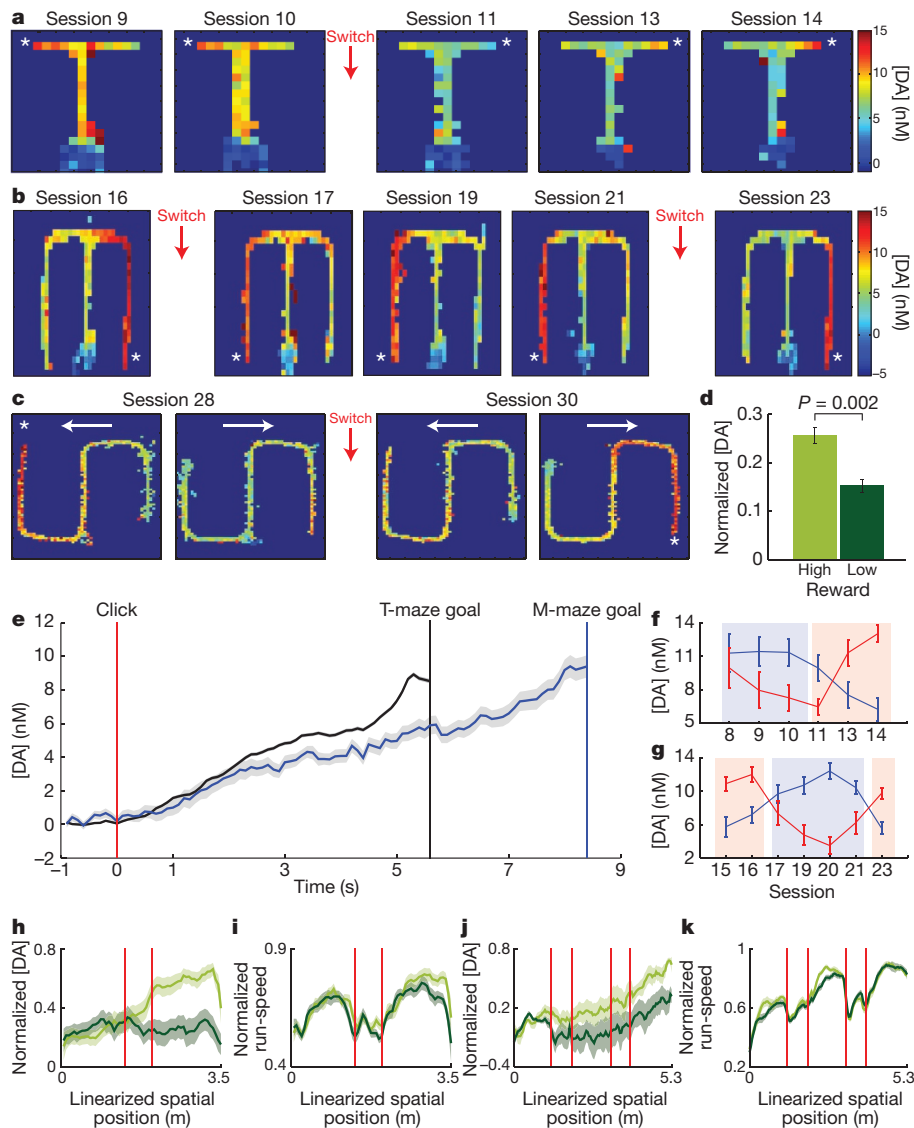 a
Session 9
Session 10
Switch
Session 11
Session 13
Session 14
* * * * *
15
10
5
0
[DA] (nM)
b
Session 16
Switch
Session 17
Session 19
Session 21
Switch
Session 23
* * * * *
15
10
5
0
−5
[DA] (nM)
c
Session 28
Switch
Session 30
* *
d
P = 0.002
Normalized [DA]
0.3
0.2
0.1
0
High
Low
Reward
e
Click
T-maze goal
M-maze goal
[DA] (nM)
12
10
8
6
4
2
0
−2
−1 0 1 3 5 7 9
Time (s)
f
[DA] (nM)
14
11
8
5
8 9 10 11 13 14
g
[DA] (nM)
14
10
6
2
15 16 17 19 20 21 23
Session
h
Normalized [DA]
0.8
0.4
0
0 3.5
Linearized spatial
position (m)
i
Normalized
run-speed
0.9
0.4
0 3.5
Linearized spatial
position (m)
j
Normalized [DA]
0.8
0.2
−0.4
0 5.3
Linearized spatial
position (m)
k
Normalized
run-speed
1
0.6
0.2
0 5.3
Linearized spatial
position (m)